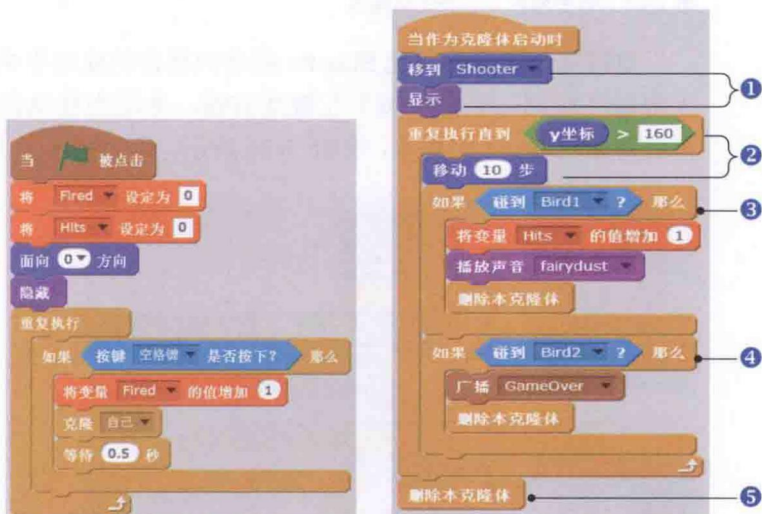 当 被点击
将 Fired 设定为 0
将 Hits 设定为 0
面向 0 方向
隐藏
重复执行
如果 按键 空格键 是否按下? 那么
将变量 Fired 的值增加 1
克隆 自己
等待 0.5 秒
当作为克隆体启动时
移到 Shooter
显示
1
重复执行直到 y坐标 > 160
2
移动 10 步
如果 碰到 Bird1 ? 那么
3
将变量 Hits 的值增加 1
播放声音 fairydust
删除本克隆体
如果 碰到 Bird2 ? 那么
4
广播 GameOver
删除本克隆体
删除本克隆体
5